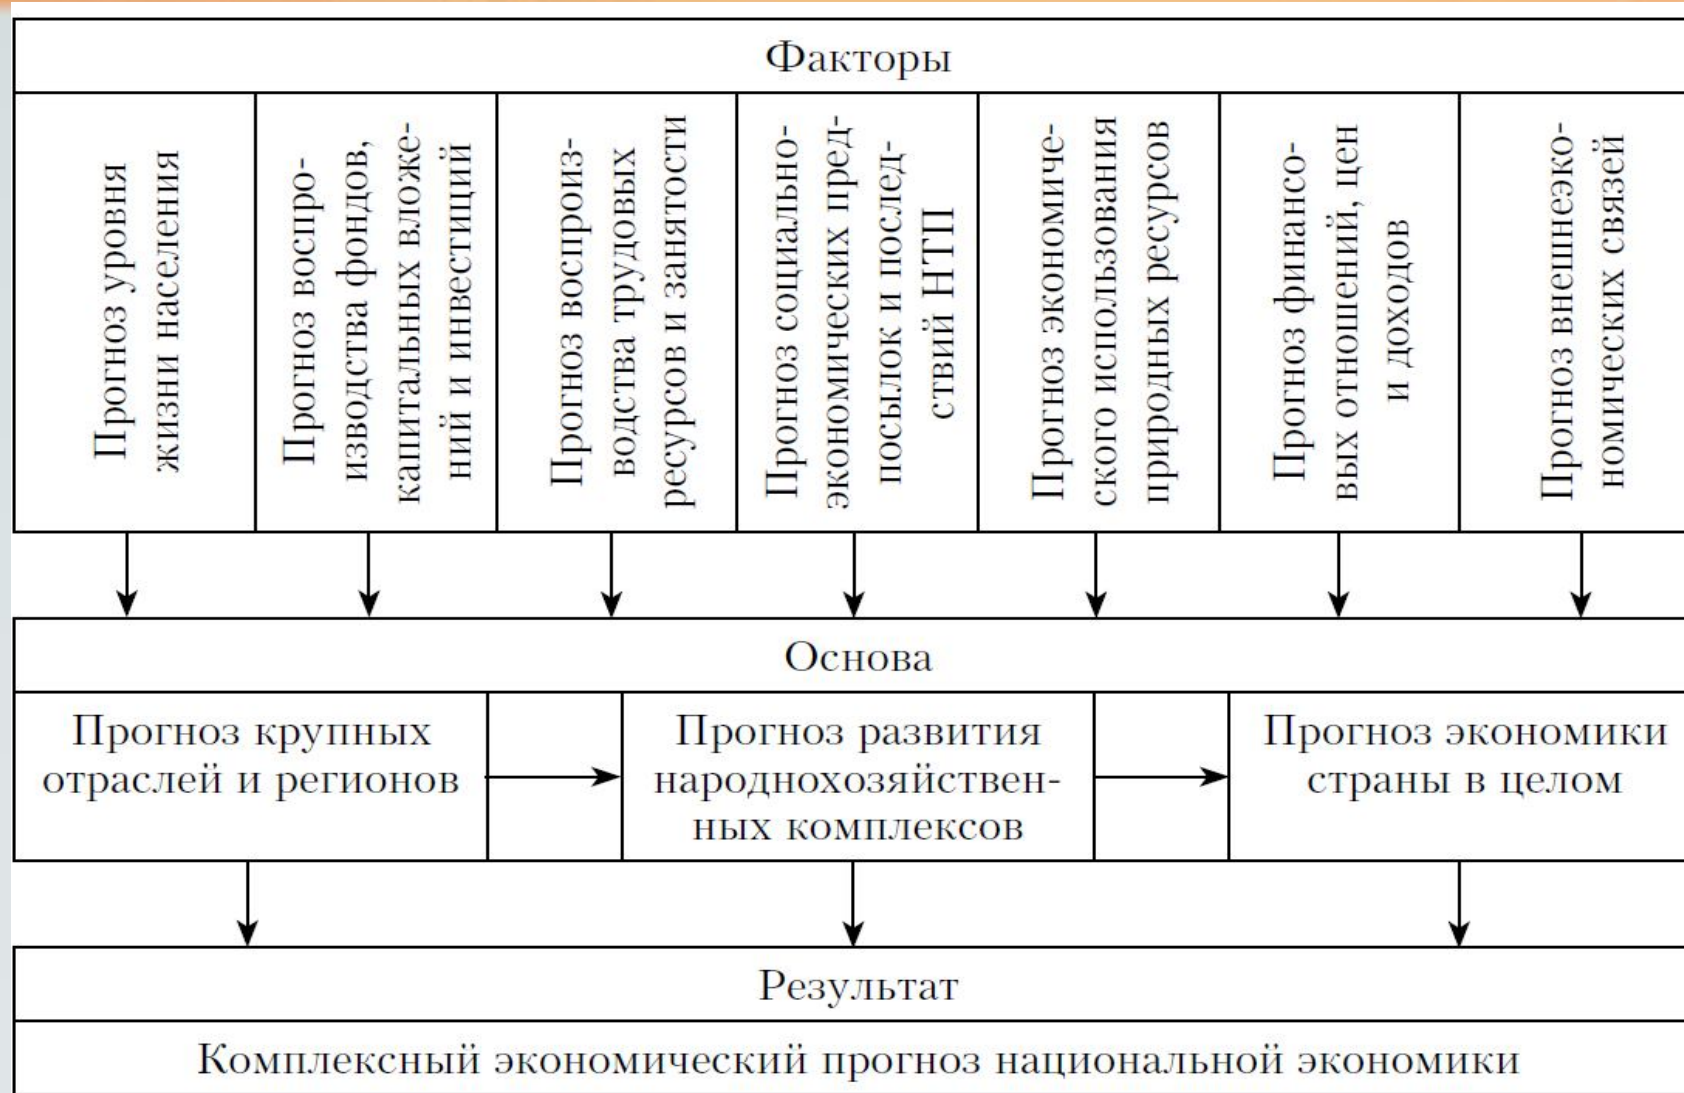 Факторы
Прогноз уровня
жизни населения
Прогноз воспро-
изводства фондов,
капитальных вложе-
ний и инвестиций
Прогноз воспроиз-
водства трудовых
ресурсов и занятости
Прогноз социально-
экономических пред-
посылок и послед-
ствий НТП
Прогноз экономиче-
ского использования
природных ресурсов
Прогноз финансо-
вых отношений, цен
и доходов
Прогноз внешнеэко-
номических связей
Основа
Прогноз крупных
отраслей и регионов
Прогноз развития
народнохозяйствен-
ных комплексов
Прогноз экономики
страны в целом
Результат
Комплексный экономический прогноз национальной экономики